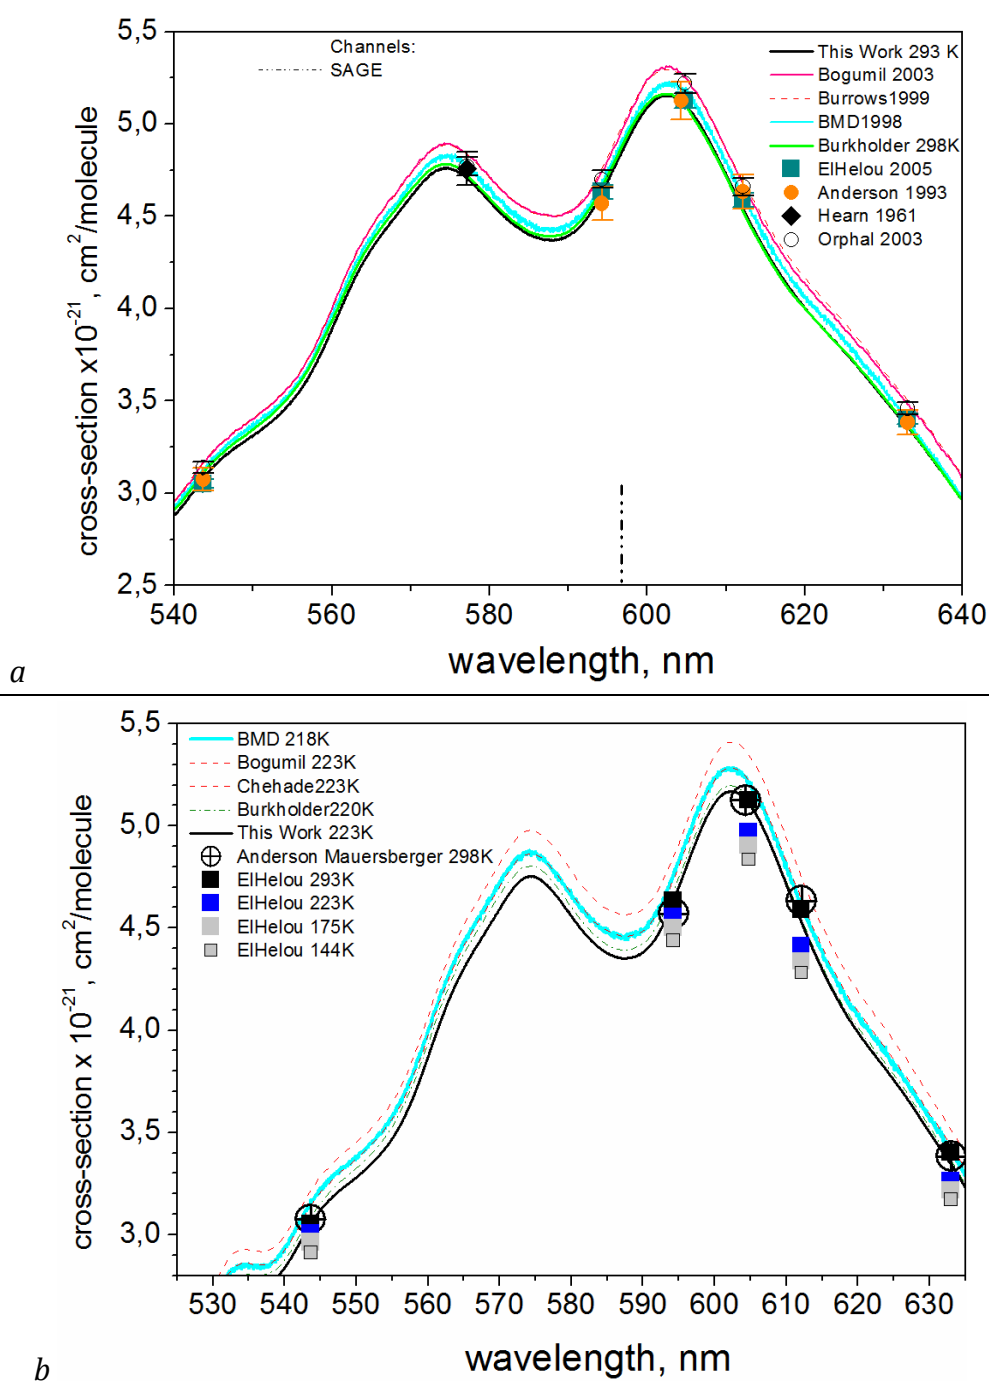 Channels:
SAGE
This Work 293 K
Bogumil 2003
Burrows1999
BMD1998
Burkholder 298K
ElHelou 2005
Anderson 1993
Hearn 1961
Orphal 2003
5,5
5,0
4,5
4,0
3,5
3,0
2,5
cross-section x10-21, cm2/molecule
540 560 580 600 620 640
wavelength, nm
a
BMD 218K
Bogumil 223K
Chehade223K
Burkholder220K
This Work 223K
Anderson Mauersberger 298K
ElHelou 293K
ElHelou 223K
ElHelou 175K
ElHelou 144K
5,5
5,0
4,5
4,0
3,5
3,0
cross-section x 10-21, cm2/molecule
530 540 550 560 570 580 590 600 610 620 630
wavelength, nm
b